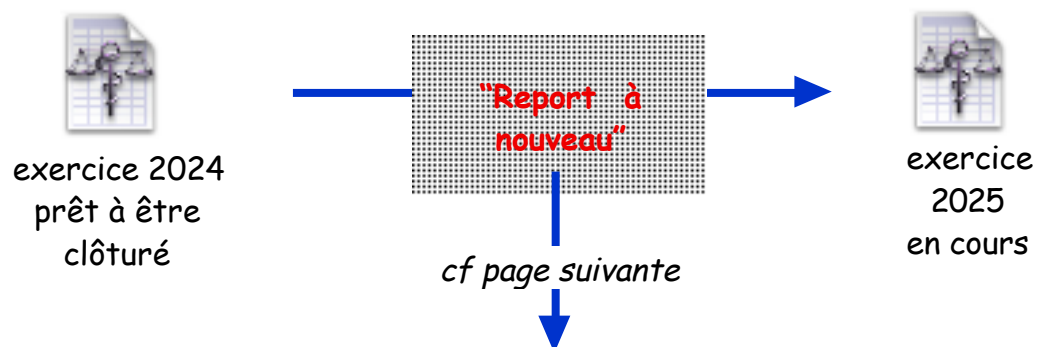 "Report à
nouveau"
exercice 2024
prêt à être
clôturé
exercice
2025
en cours
cf page suivante